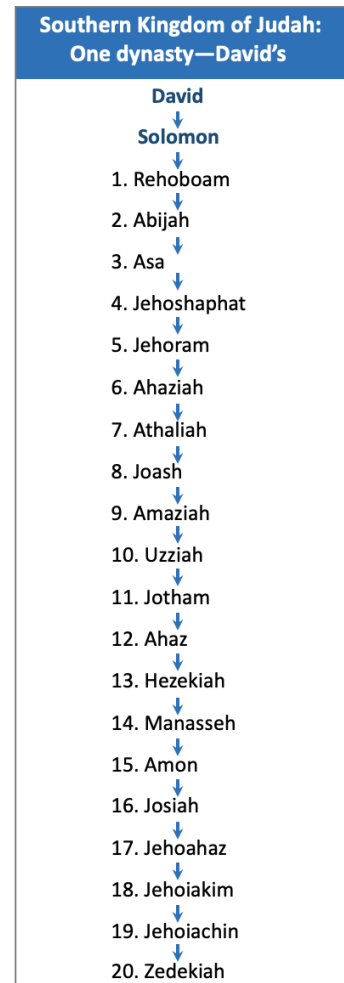 Southern Kingdom of Judah:
One dynasty—David’s
David
Solomon
1. Rehoboam
2. Abijah
3. Asa
4. Jehoshaphat
5. Jehoram
6. Ahaziah
7. Athaliah
8. Joash
9. Amaziah
10. Uzziah
11. Jotham
12. Ahaz
13. Hezekiah
14. Manasseh
15. Amon
16. Josiah
17. Jehoahaz
18. Jehoiakim
19. Jehoiachin
20. Zedekiah